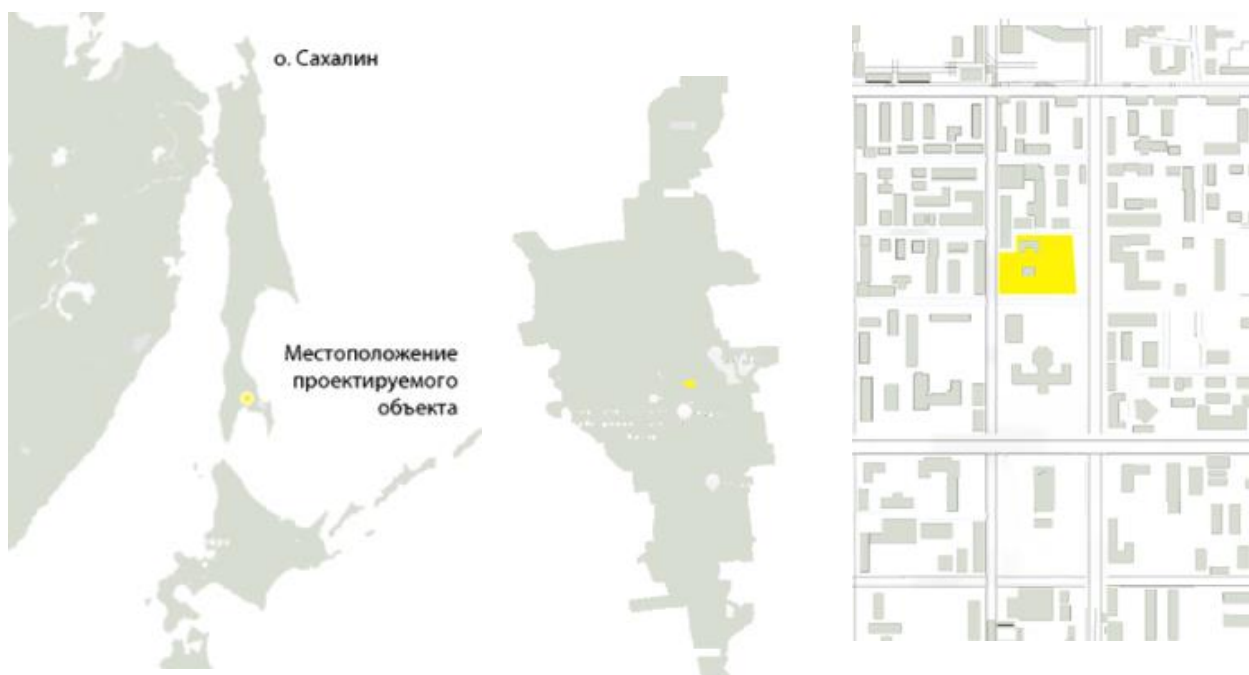 о. Сахалин
Местоположение
проектируемого
объекта